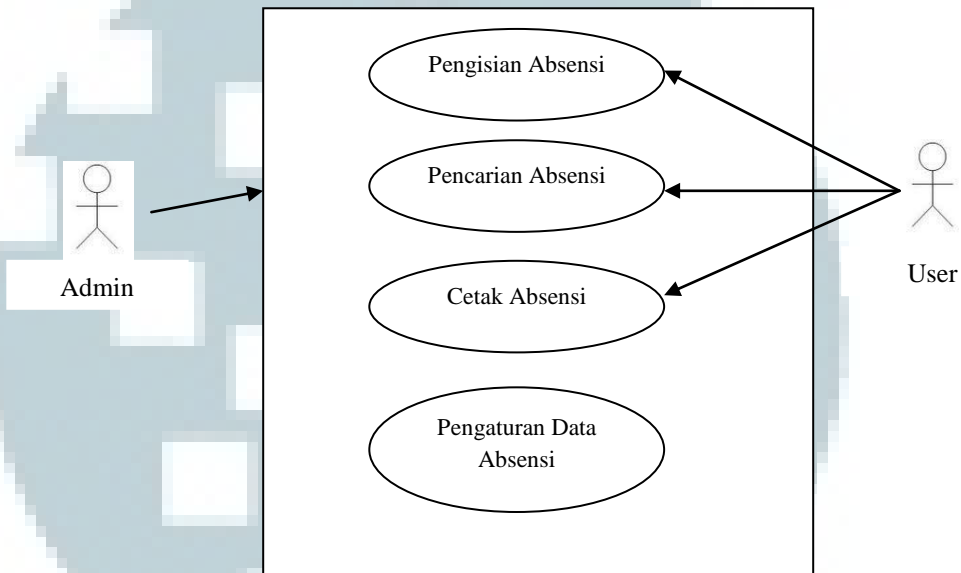 Pengisian Absensi
Pencarian Absensi
Admin
Cetak Absensi
User
Pengaturan Data
Absensi